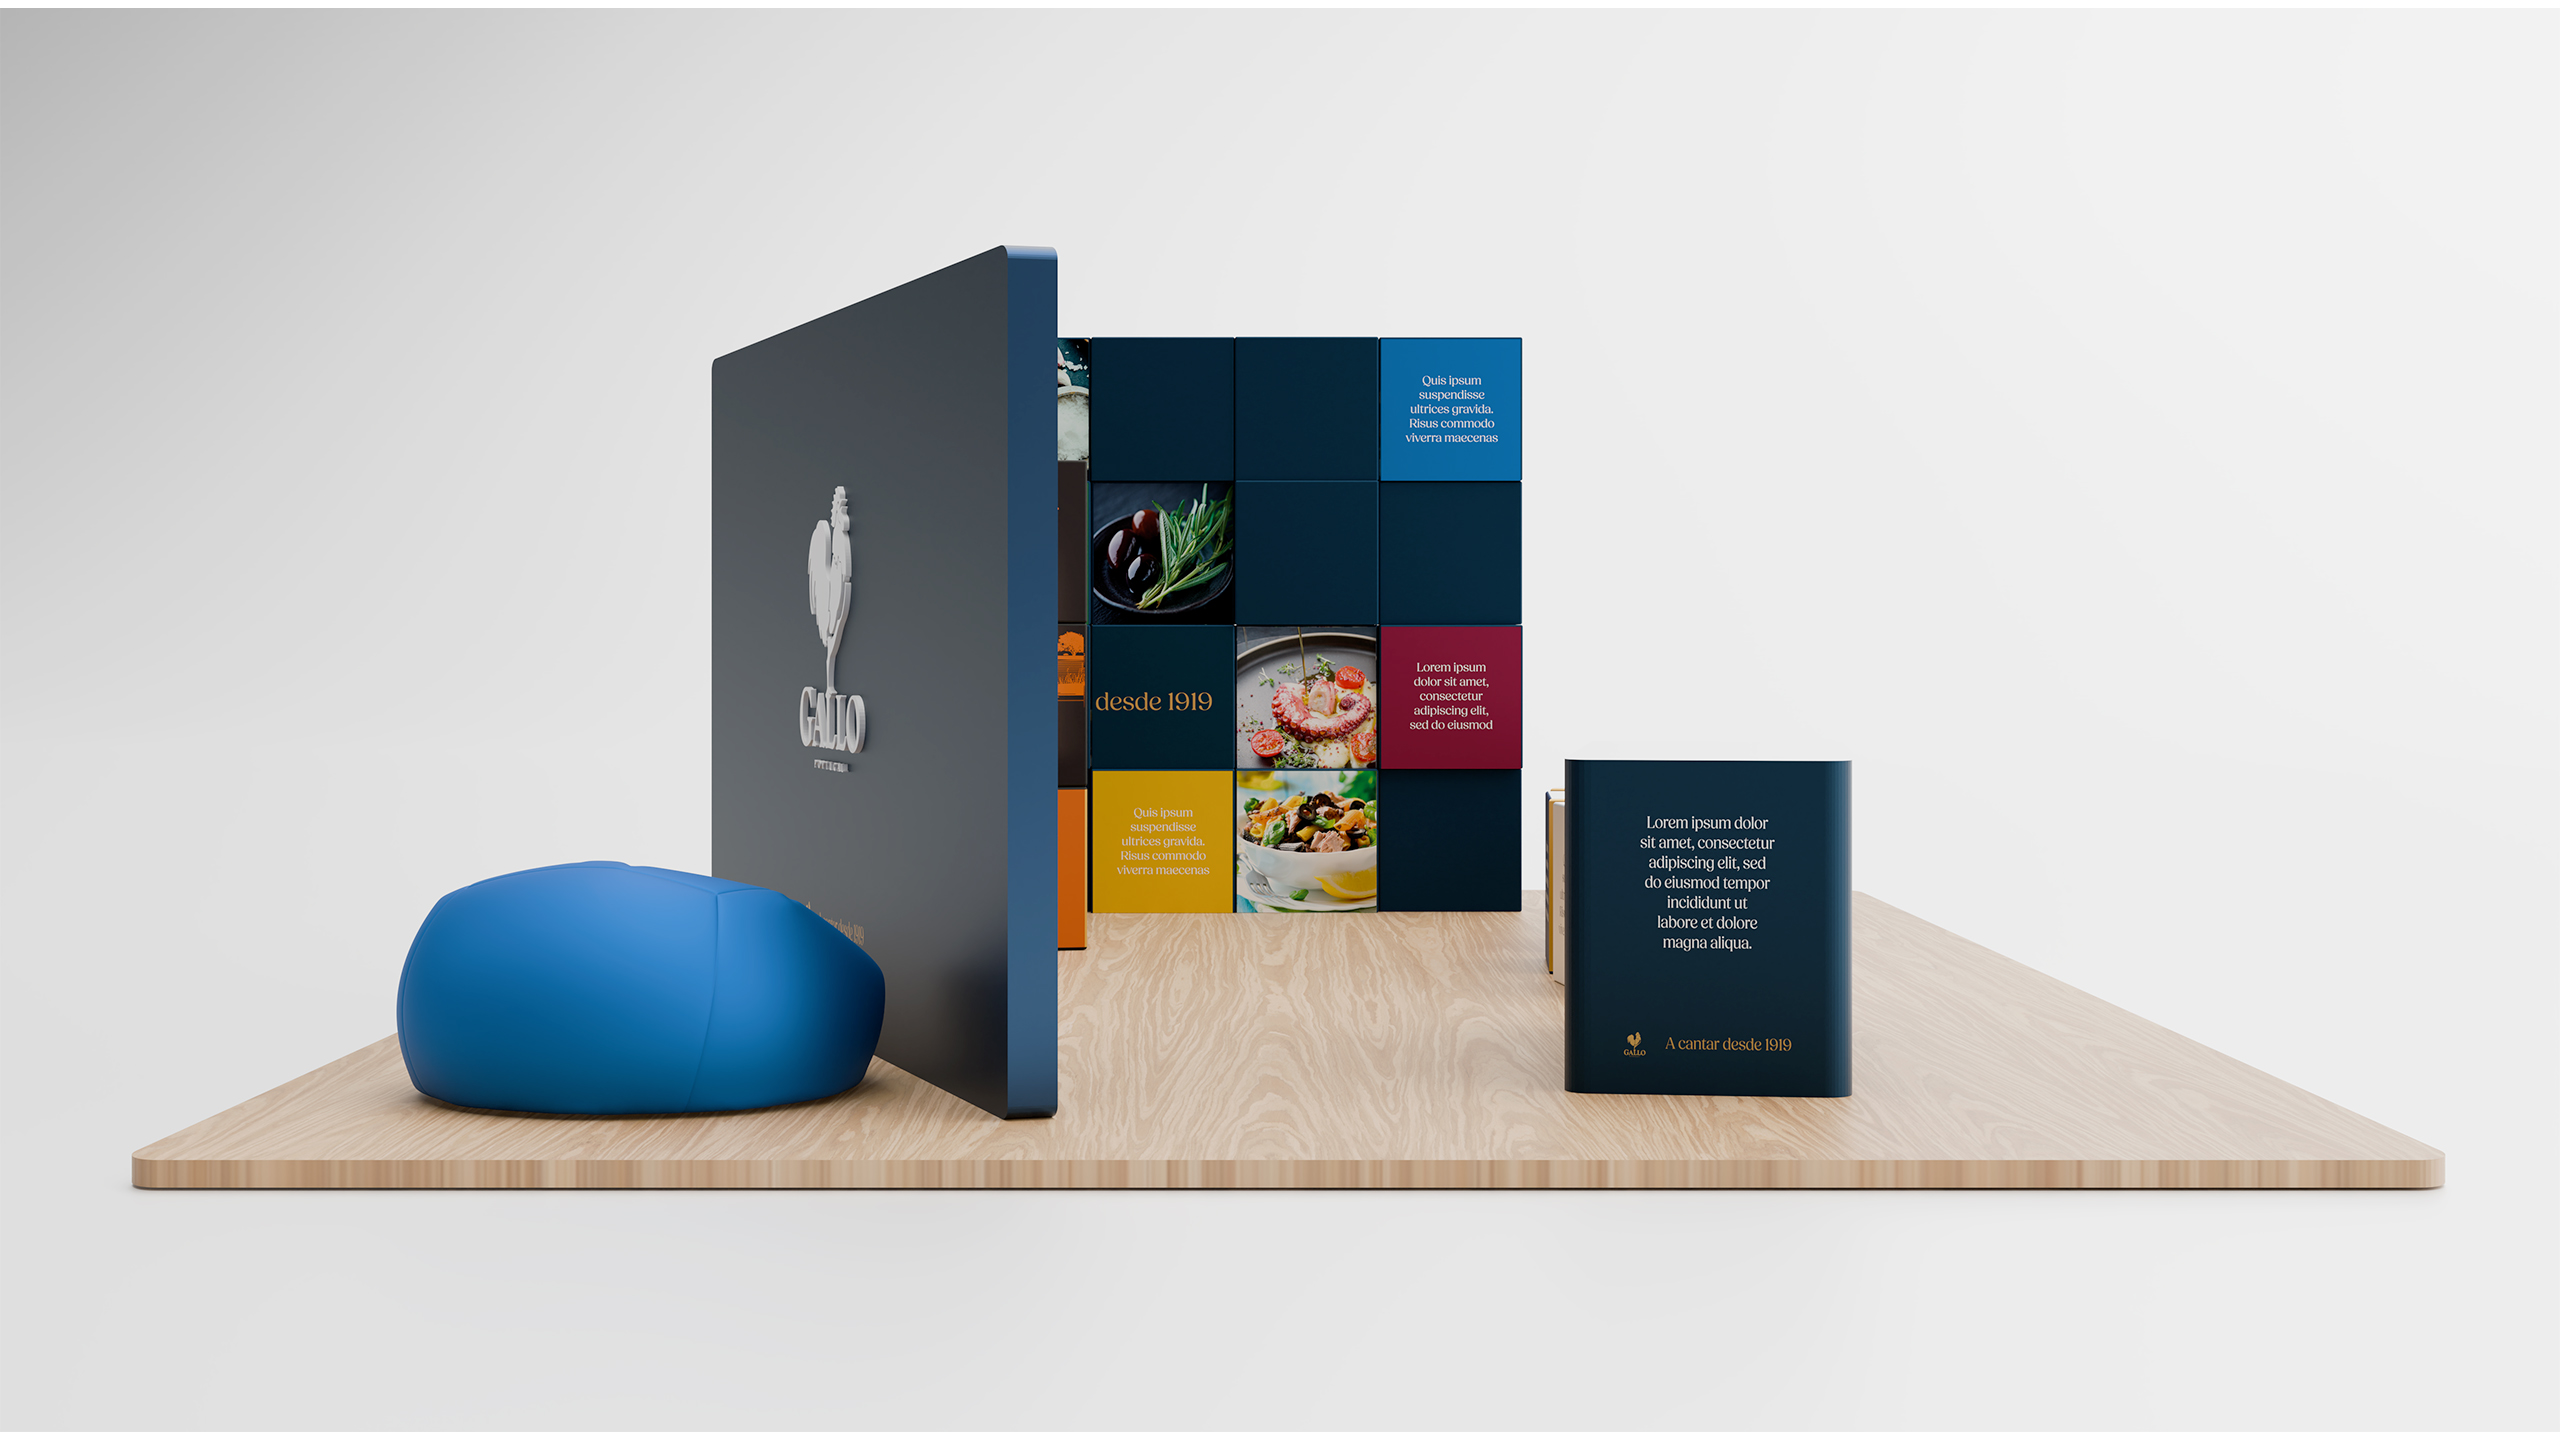 GALLO
desde 1919
Quis ipsum
suspendisse
ultrices gravida.
Risus commodo
viverra maecenas
desde 1919
Lorem ipsum
dolor sit amet,
consectetur
adipiscing elit,
sed do eiusmod
Quis ipsum
suspendisse
ultrices gravida.
Risus commodo
viverra maecenas
Lorem ipsum dolor
sit amet, consectetur
adipiscing elit, sed
do eiusmod tempor
incididunt ut
labore et dolore
magna aliqua.
GALLO
A cantar desde 1919